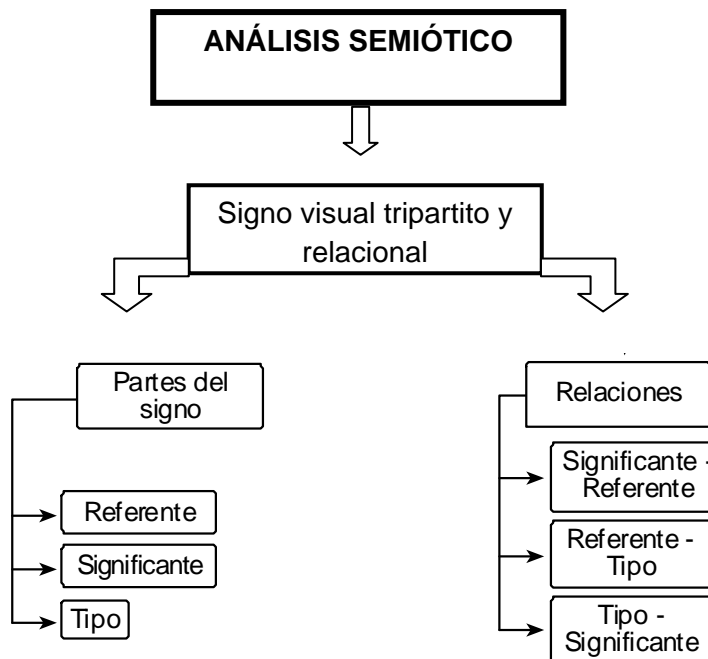 ANÁLISIS SEMIÓTICO
Signo visual tripartito y
relacional
Partes del
signo
Referente
Significante
Tipo
Relaciones
Significante -
Referente
Referente -
Tipo
Tipo -
Significante